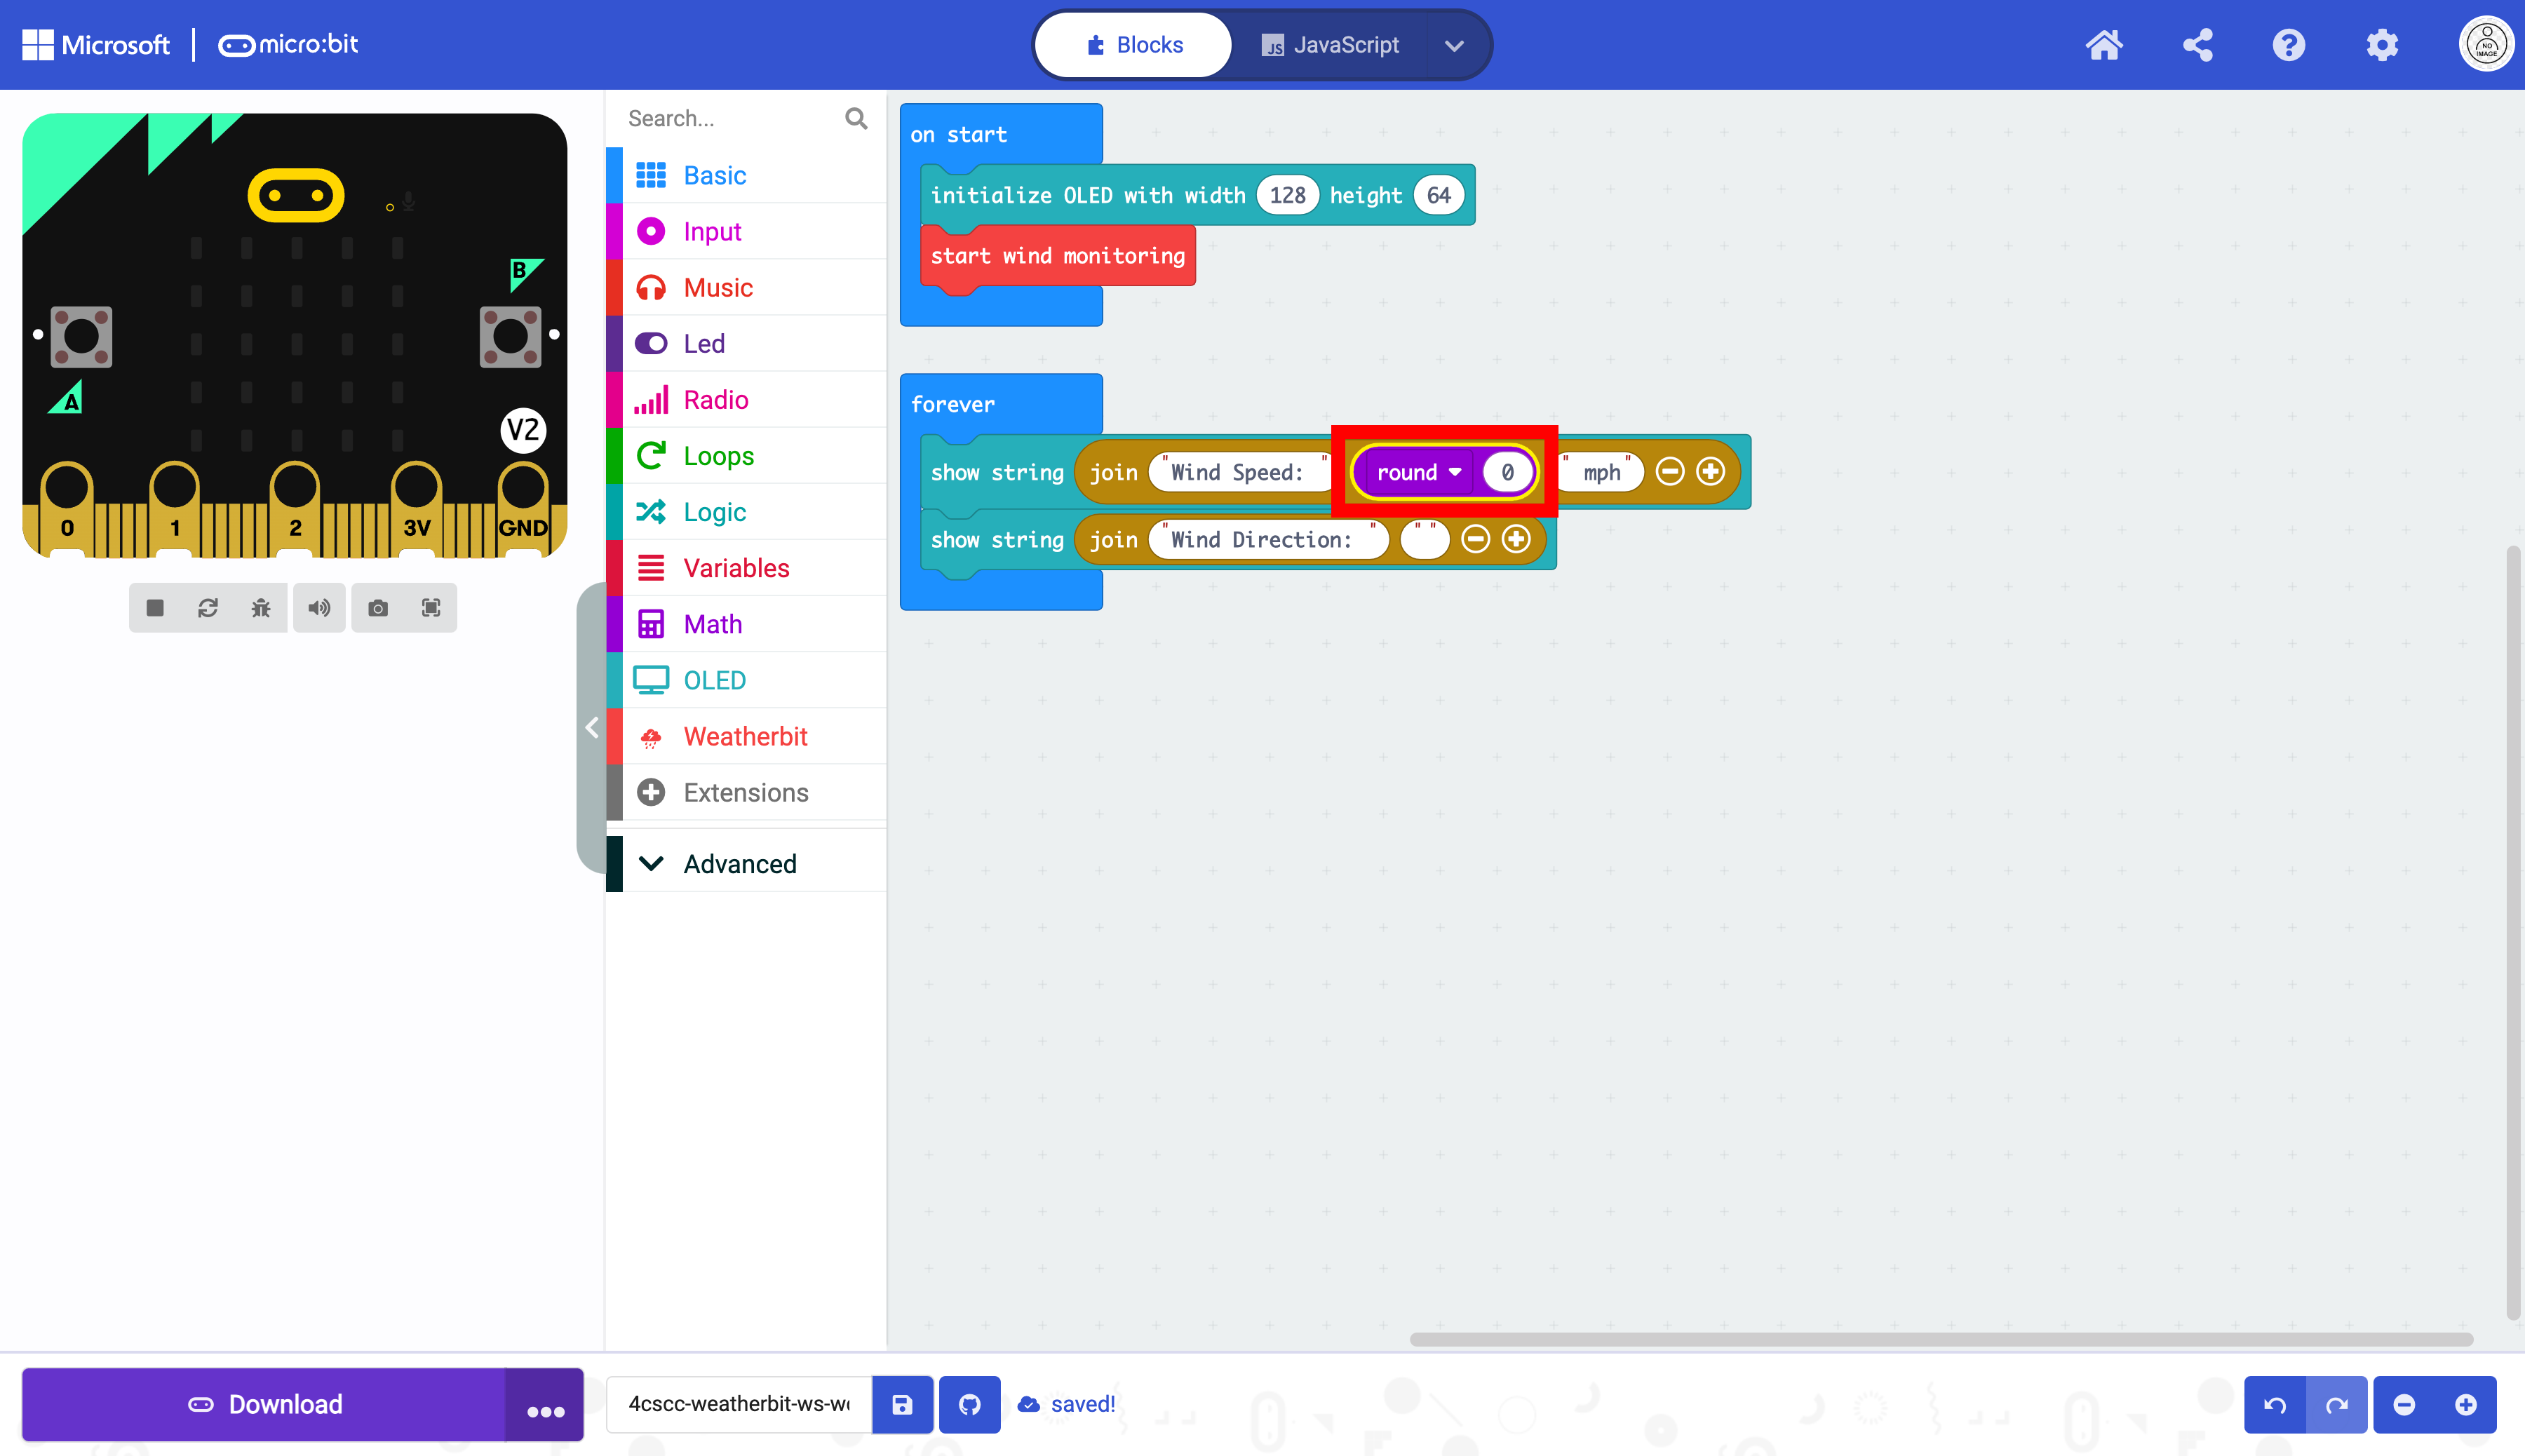 Microsoft | micro:bit
Blocks
JavaScript
NO
IMAGE
Search...
Basic
Input
Music
Led
Radio
Loops
Logic
Variables
Math
OLED
Weatherbit
Extensions
Advanced
B
A
V2
0 1 2 3V GND
on start
initialize OLED with width 128 height 64
start wind monitoring
forever
show string join "Wind Speed: " round 0 " mph"
show string join "Wind Direction: " " "
Download
4cscc-weatherbit-ws-w
saved!